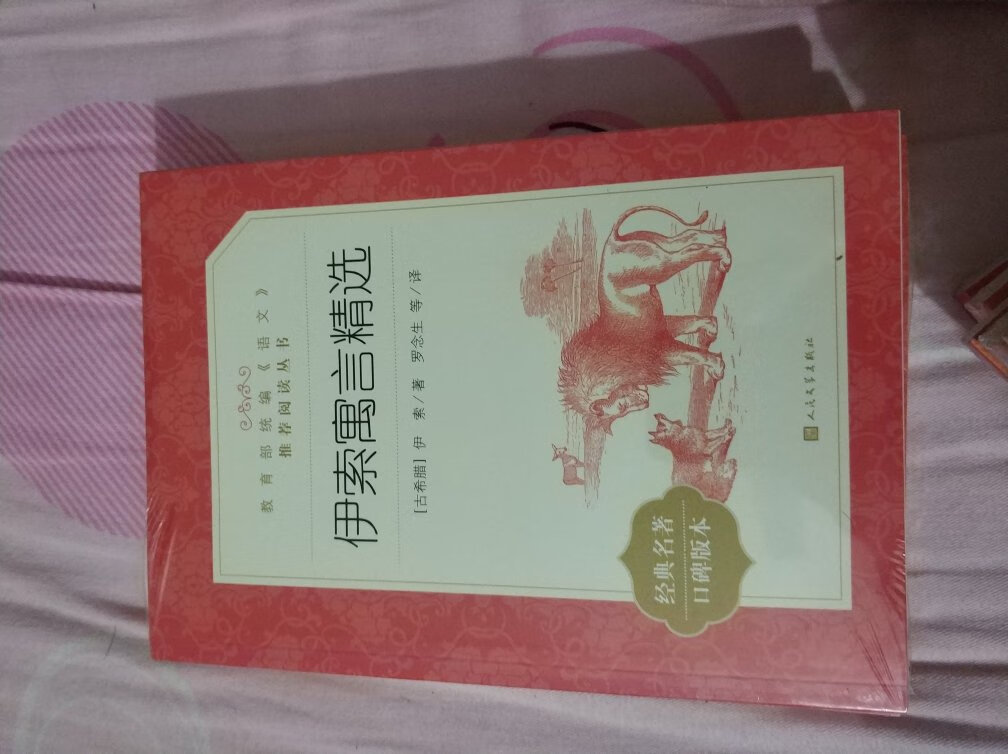 教育部统编《语文》
推荐阅读丛书
伊索寓言精选
[古希腊] 伊 索/著 罗念生 等/译
经典名著
口碑版本
人民文学出版社